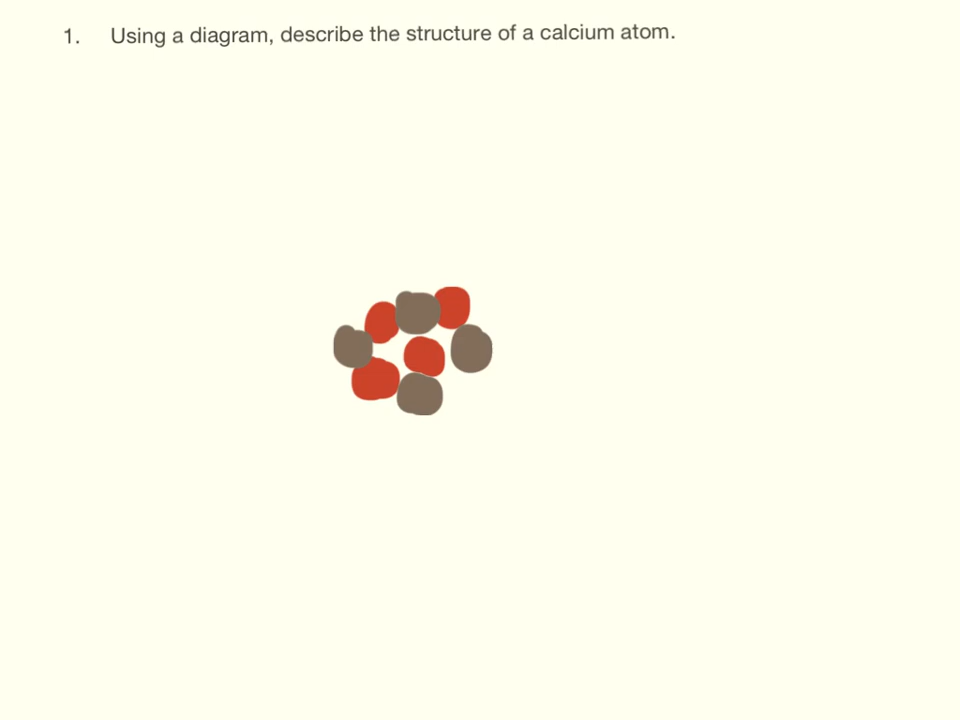 1. Using a diagram, describe the structure of a calcium atom.